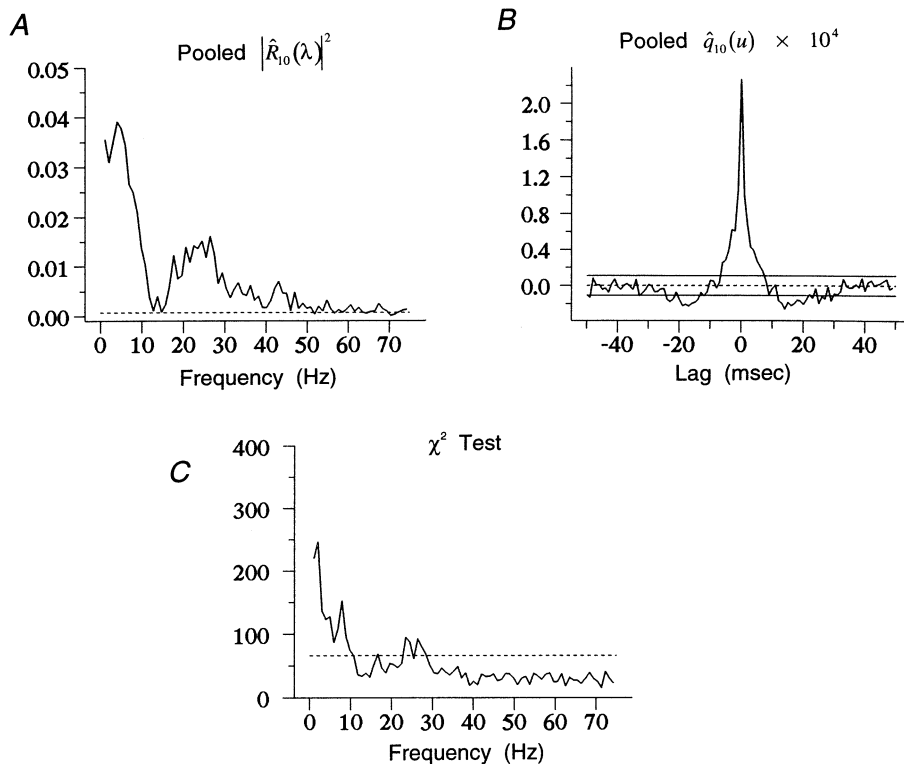 A
Pooled |R̂₁₀(λ)|²
0.05
0.04
0.03
0.02
0.01
0.00
0 10 20 30 40 50 60 70
Frequency (Hz)
B
Pooled q̂₁₀(u) × 10⁴
2.0
1.6
1.2
0.8
0.4
0.0
-40 -20 0 20 40
Lag (msec)
C
χ² Test
400
300
200
100
0
0 10 20 30 40 50 60 70
Frequency (Hz)